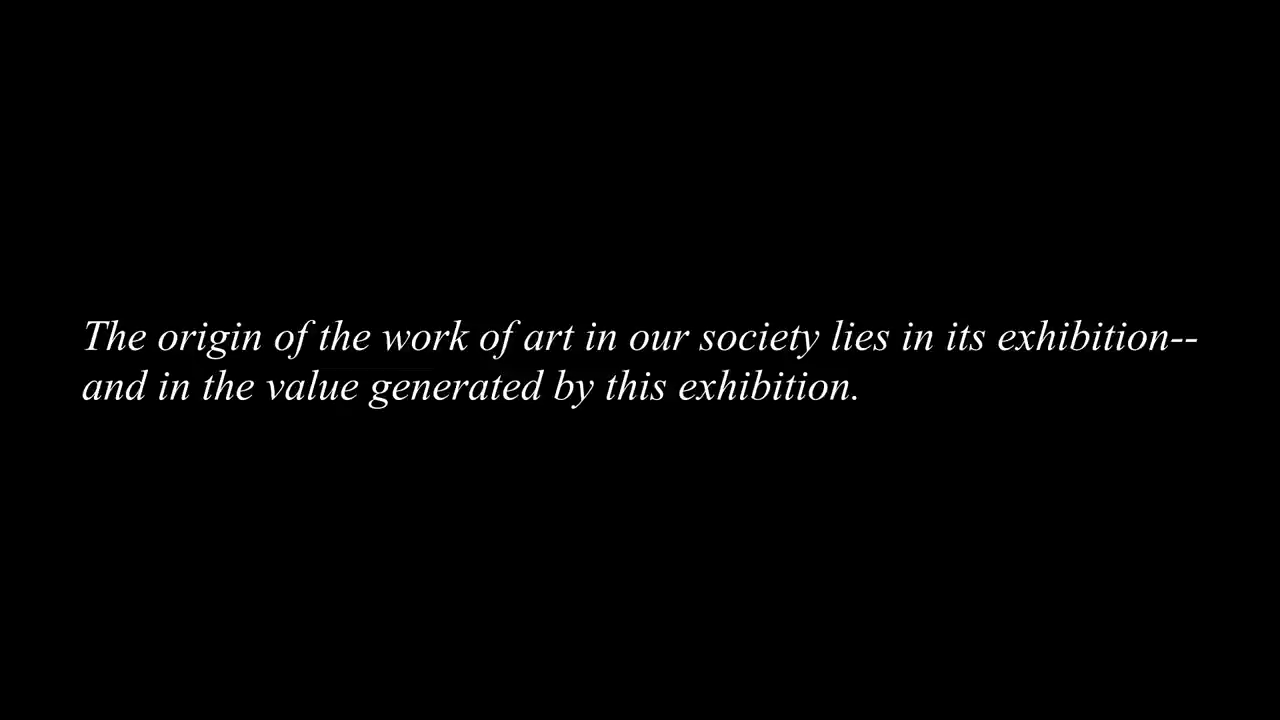 The origin of the work of art in our society lies in its exhibition--
and in the value generated by this exhibition.